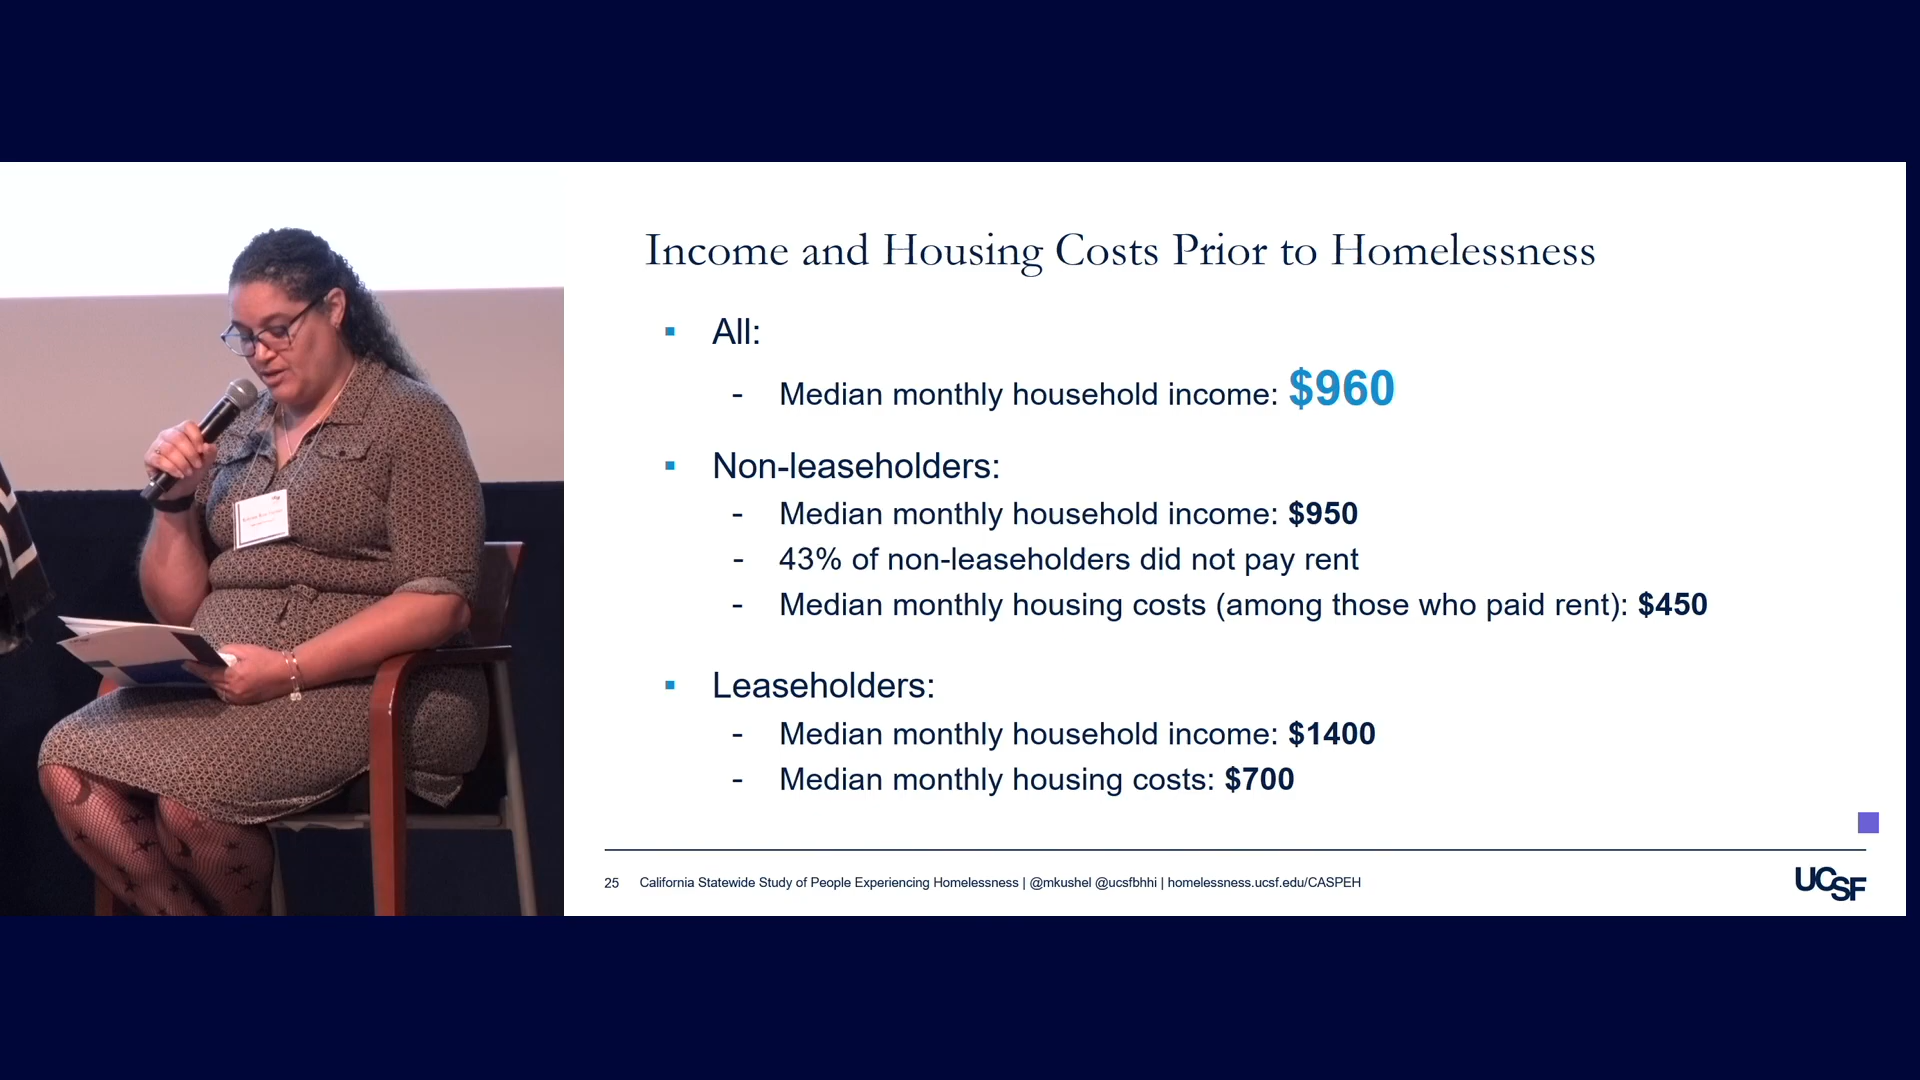 Income and Housing Costs Prior to Homelessness
▪ All:
- Median monthly household income: $960
▪ Non-leaseholders:
- Median monthly household income: $950
- 43% of non-leaseholders did not pay rent
- Median monthly housing costs (among those who paid rent): $450
▪ Leaseholders:
- Median monthly household income: $1400
- Median monthly housing costs: $700
25 California Statewide Study of People Experiencing Homelessness | @mkushel @ucsfbhhi | homelessness.ucsf.edu/CASPEH
UCSF